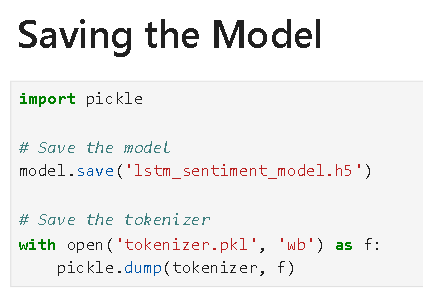 Saving the Model
import pickle
# Save the model
model.save('lstm_sentiment_model.h5')
# Save the tokenizer
with open('tokenizer.pkl', 'wb') as f:
    pickle.dump(tokenizer, f)